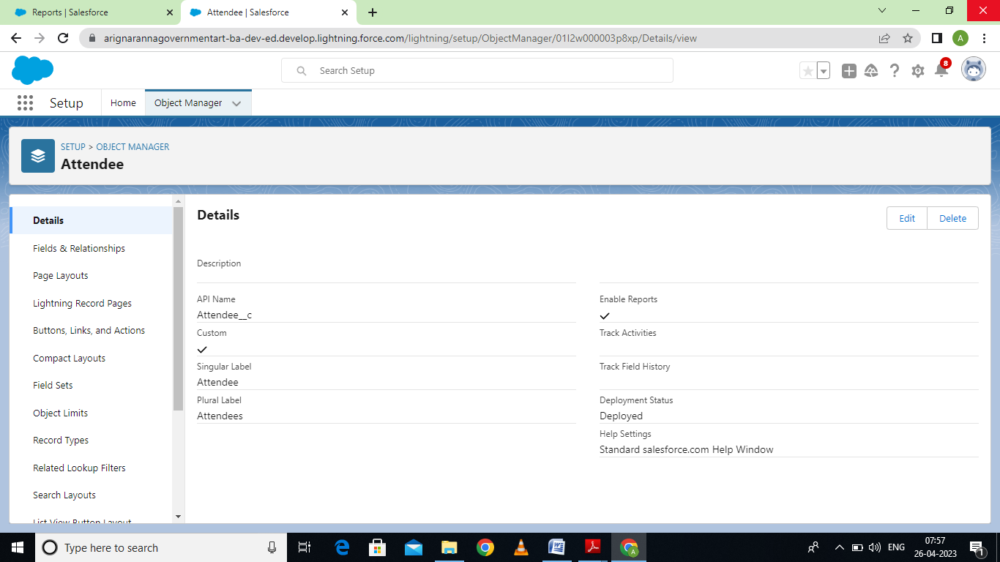 Reports | Salesforce
Attendee | Salesforce
arignarannagovernmentart-ba-dev-ed.develop.lightning.force.com/lightning/setup/ObjectManager/01I2w000003p8xp/Details/view
A
Search Setup
8
Setup
Home
Object Manager
SETUP > OBJECT MANAGER
Attendee
Details
Fields & Relationships
Page Layouts
Lightning Record Pages
Buttons, Links, and Actions
Compact Layouts
Field Sets
Object Limits
Record Types
Related Lookup Filters
Search Layouts
List View Button Layout
Details
Edit
Delete
Description
API Name
Attendee__c
Custom
Singular Label
Attendee
Plural Label
Attendees
Enable Reports
Track Activities
Track Field History
Deployment Status
Deployed
Help Settings
Standard salesforce.com Help Window
Type here to search
ENG
07:57
26-04-2023
1